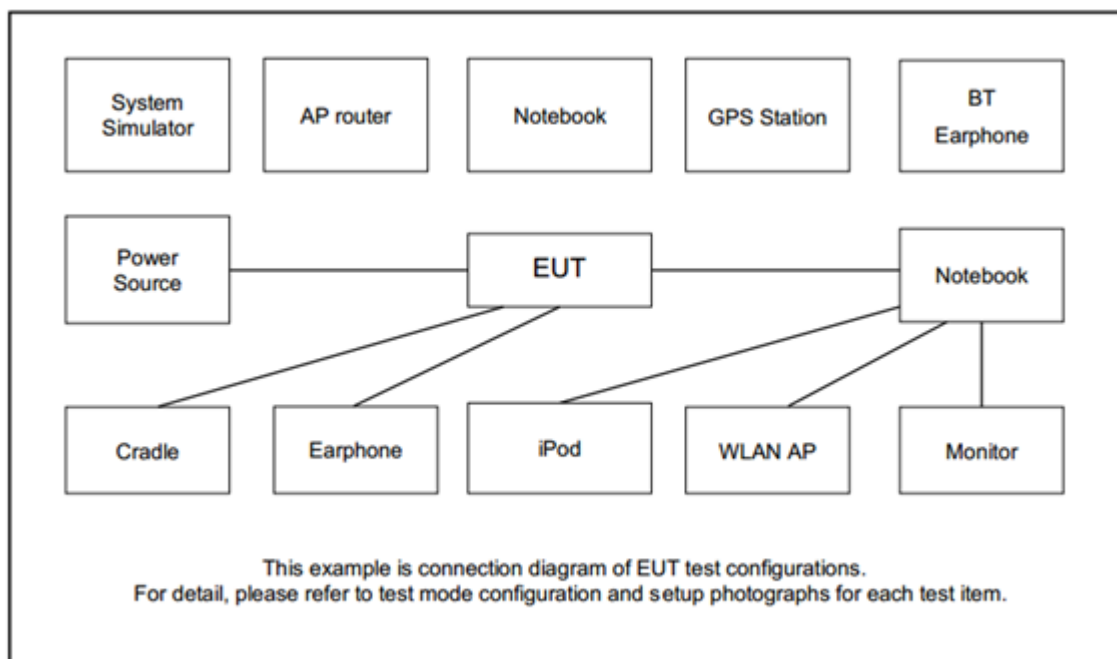 System
Simulator
AP router
Notebook
GPS Station
BT
Earphone
Power
Source
EUT
Notebook
Cradle
Earphone
iPod
WLAN AP
Monitor
This example is connection diagram of EUT test configurations.
For detail, please refer to test mode configuration and setup photographs for each test item.